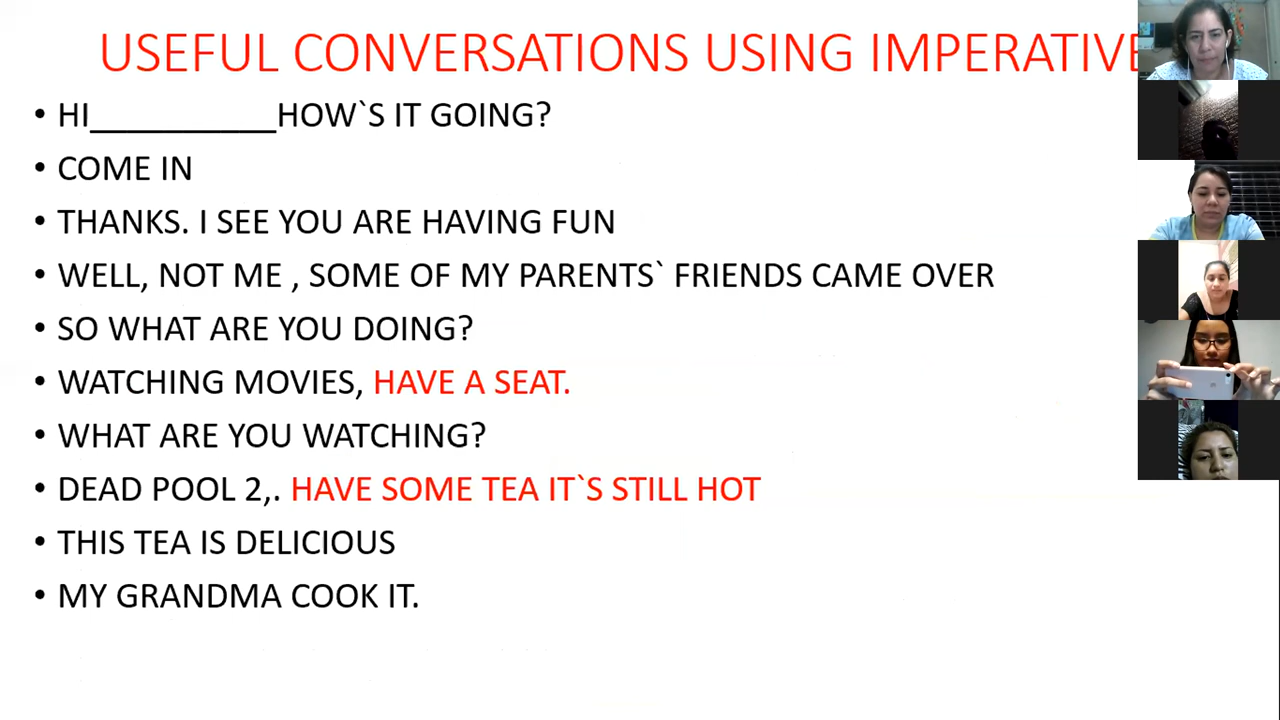 USEFUL CONVERSATIONS USING IMPERATIVE
• HI__________HOW`S IT GOING?
• COME IN
• THANKS. I SEE YOU ARE HAVING FUN
• WELL, NOT ME , SOME OF MY PARENTS` FRIENDS CAME OVER
• SO WHAT ARE YOU DOING?
• WATCHING MOVIES, HAVE A SEAT.
• WHAT ARE YOU WATCHING?
• DEAD POOL 2,. HAVE SOME TEA IT`S STILL HOT
• THIS TEA IS DELICIOUS
• MY GRANDMA COOK IT.